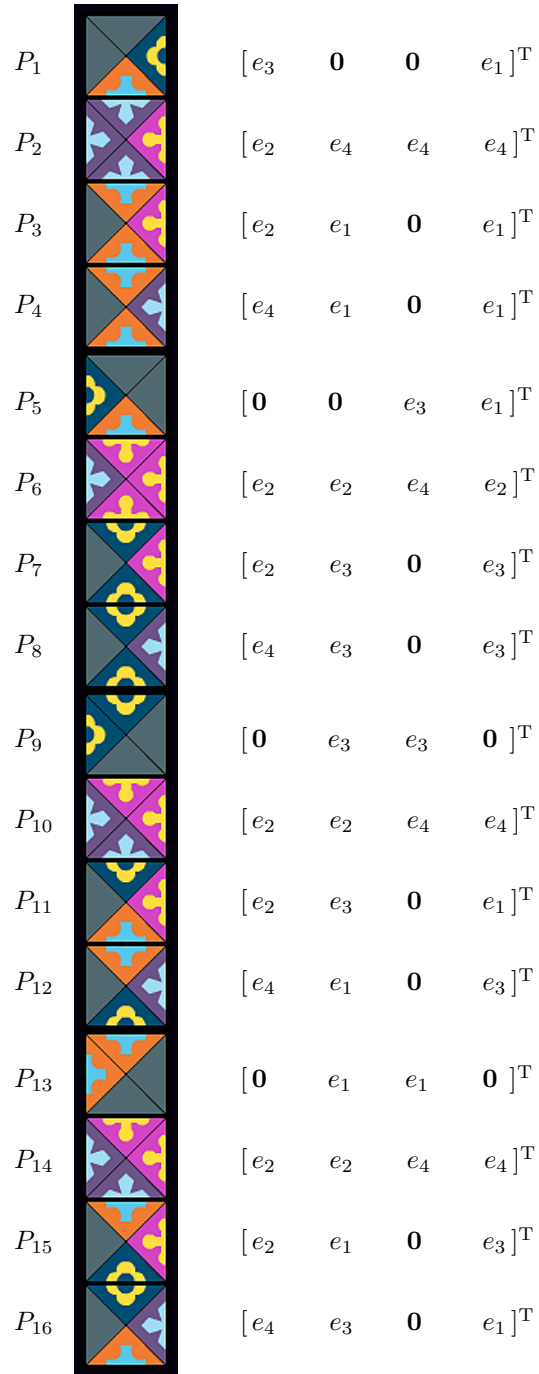 P₁ [ e₃ 𝟎 𝟎 e₁ ]ᵀ
P₂ [ e₂ e₄ e₄ e₄ ]ᵀ
P₃ [ e₂ e₁ 𝟎 e₁ ]ᵀ
P₄ [ e₄ e₁ 𝟎 e₁ ]ᵀ
P₅ [ 𝟎 𝟎 e₃ e₁ ]ᵀ
P₆ [ e₂ e₂ e₄ e₂ ]ᵀ
P₇ [ e₂ e₃ 𝟎 e₃ ]ᵀ
P₈ [ e₄ e₃ 𝟎 e₃ ]ᵀ
P₉ [ 𝟎 e₃ e₃ 𝟎 ]ᵀ
P₁₀ [ e₂ e₂ e₄ e₄ ]ᵀ
P₁₁ [ e₂ e₃ 𝟎 e₁ ]ᵀ
P₁₂ [ e₄ e₁ 𝟎 e₃ ]ᵀ
P₁₃ [ 𝟎 e₁ e₁ 𝟎 ]ᵀ
P₁₄ [ e₂ e₂ e₄ e₄ ]ᵀ
P₁₅ [ e₂ e₁ 𝟎 e₃ ]ᵀ
P₁₆ [ e₄ e₃ 𝟎 e₁ ]ᵀ